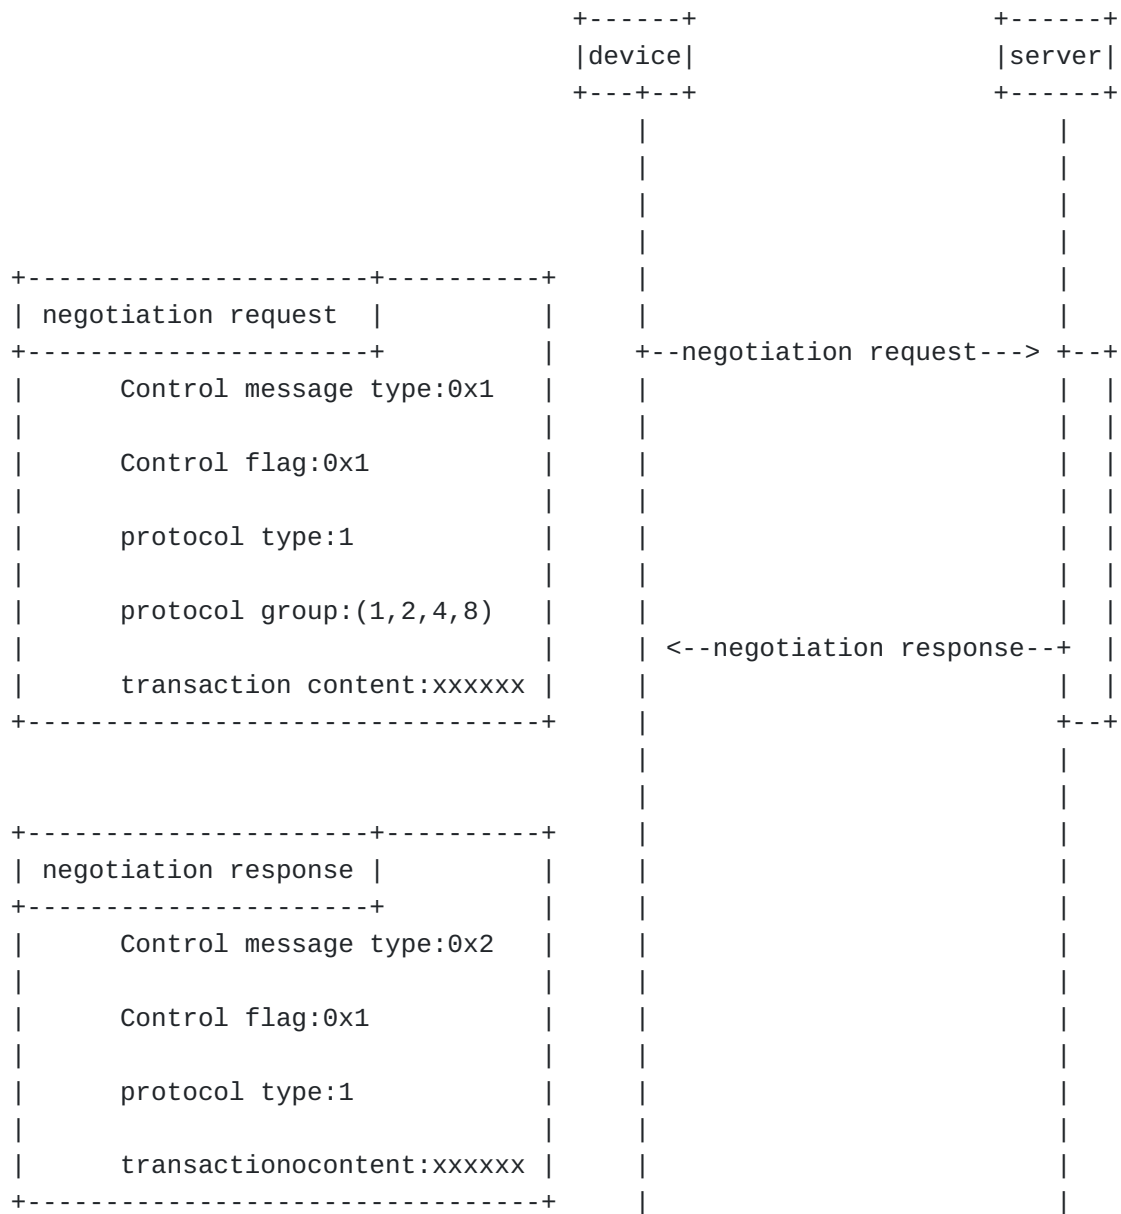 device
server
negotiation request
negotiation request
Control message type:0x1
Control flag:0x1
protocol type:1
protocol group:(1,2,4,8)
negotiation response
transaction content:xxxxxx
negotiation response
Control message type:0x2
Control flag:0x1
protocol type:1
transactionocontent:xxxxxx